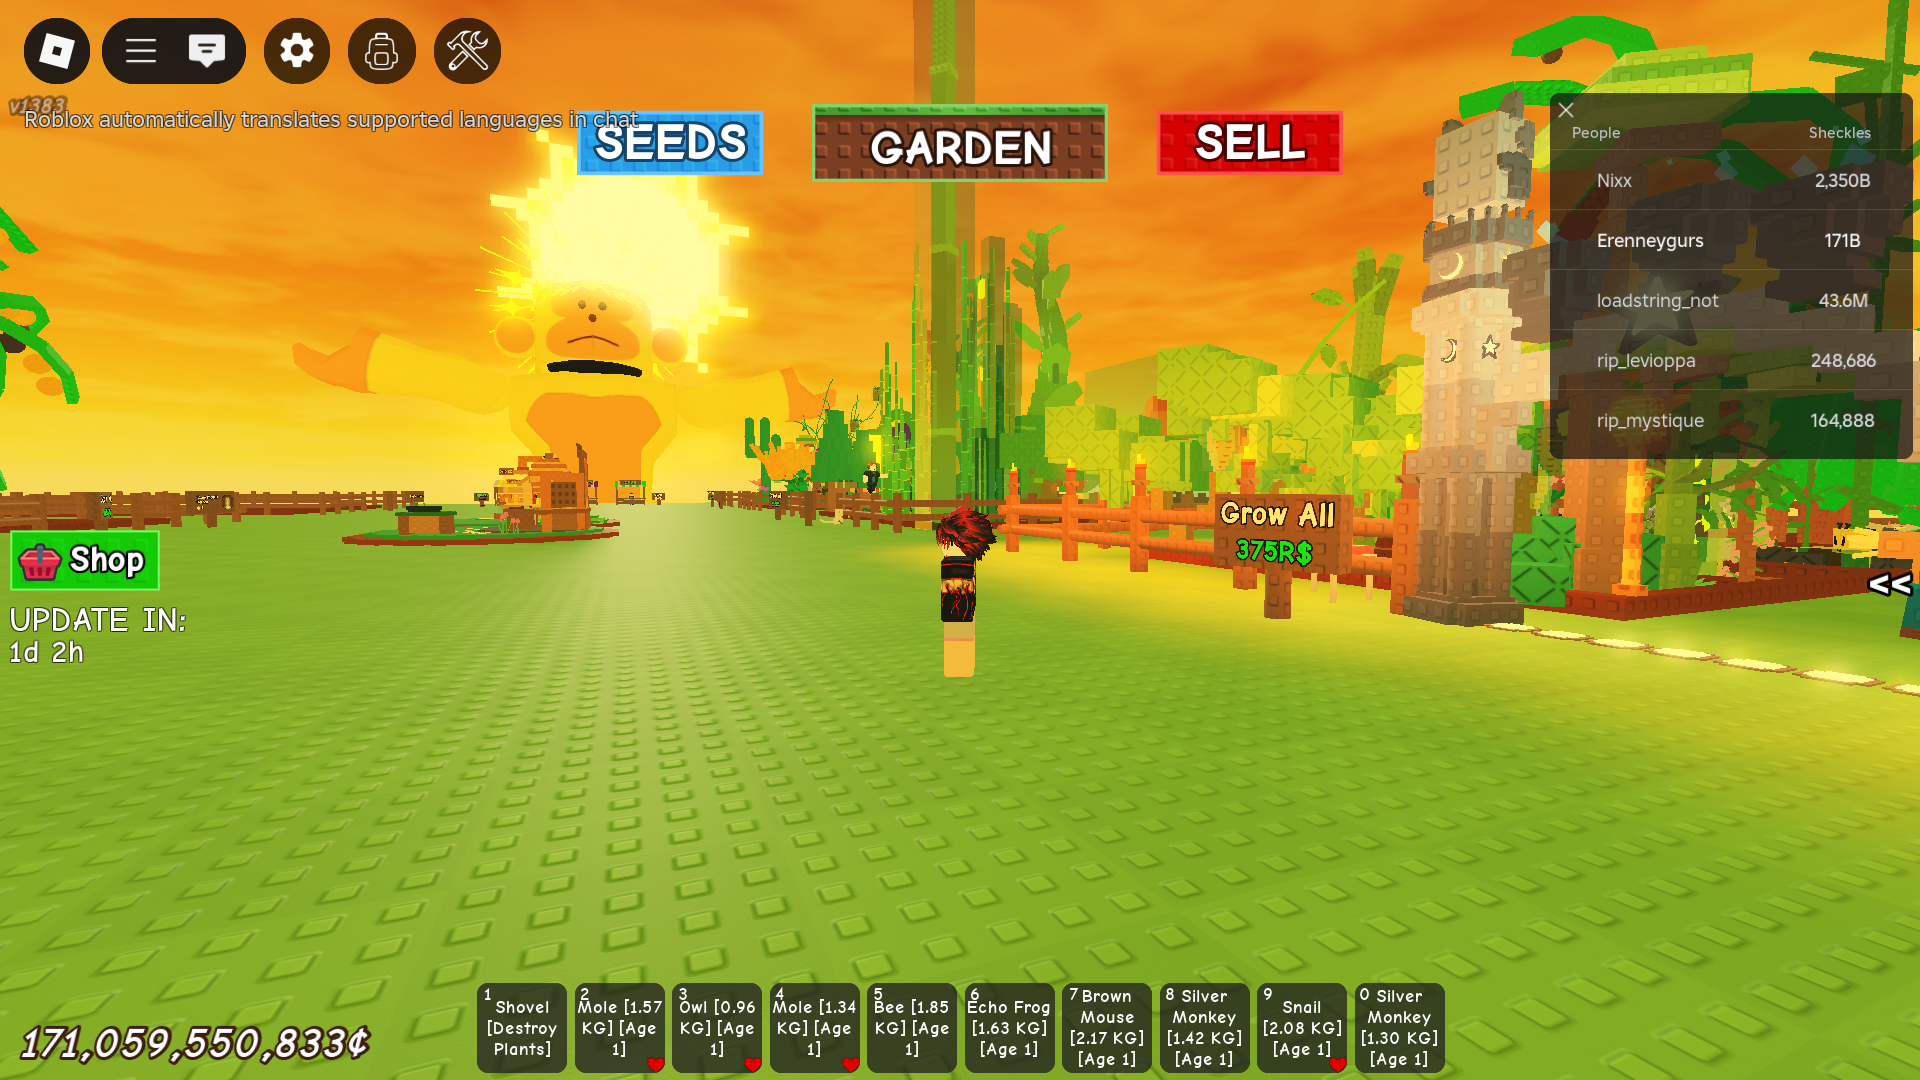 v1383
Roblox automatically translates supported languages in chat
SEEDS
GARDEN
SELL
People Sheckles
Nixx 2,350B
Erenneygurs 171B
loadstring_not 43.6M
rip_levioppa 248,686
rip_mystique 164,888
Grow All
375R$
Shop
<<
UPDATE IN:
1d 2h
171,059,550,833¢
1
Shovel
[Destroy
Plants]
2
Mole [1.57
KG] [Age
1]
3
Owl [0.96
KG] [Age
1]
4
Mole [1.34
KG] [Age
1]
5
Bee [1.85
KG] [Age
1]
6
Echo Frog
[1.63 KG]
[Age 1]
7 Brown
Mouse
[2.17 KG]
[Age 1]
8 Silver
Monkey
[1.42 KG]
[Age 1]
9
Snail
[2.08 KG]
[Age 1]
0 Silver
Monkey
[1.30 KG]
[Age 1]